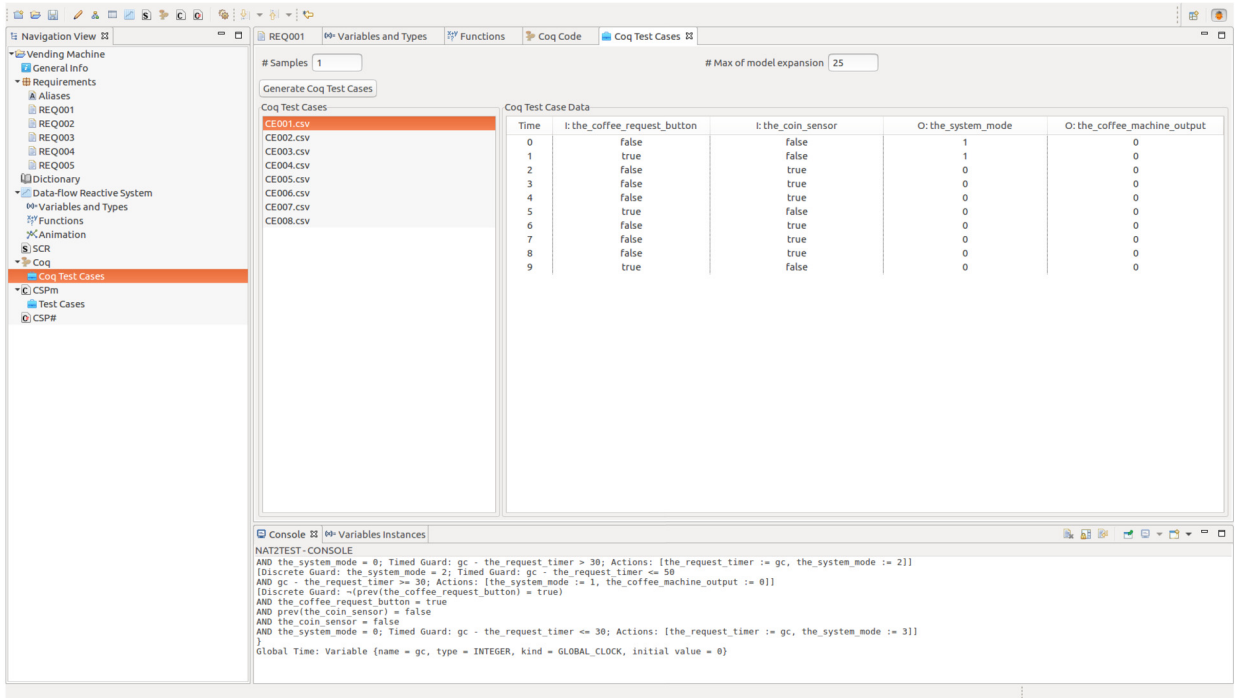 Navigation View
Vending Machine
General Info
Requirements
Aliases
REQ001
REQ002
REQ003
REQ004
REQ005
Dictionary
Data-flow Reactive System
Variables and Types
Functions
Animation
SCR
Coq
Coq Test Cases
CSPm
Test Cases
CSP#
REQ001 Variables and Types Functions Coq Code Coq Test Cases
# Samples 1 # Max of model expansion 25
Generate Coq Test Cases
Coq Test Cases
CE001.csv
CE002.csv
CE003.csv
CE004.csv
CE005.csv
CE006.csv
CE007.csv
CE008.csv
Coq Test Case Data
Time I: the_coffee_request_button I: the_coin_sensor O: the_system_mode O: the_coffee_machine_output
0 false false 1 0
1 true false 1 0
2 false true 0 0
3 false true 0 0
4 false true 0 0
5 true false 0 0
6 false true 0 0
7 false true 0 0
8 false true 0 0
9 true false 0 0
Console Variables Instances
NAT2TEST - CONSOLE
AND the_system_mode = 0; Timed Guard: gc - the_request_timer > 30; Actions: [the_request_timer := gc, the_system_mode := 2]]
[Discrete Guard: the_system_mode = 2; Timed Guard: gc - the_request_timer <= 50
AND gc - the_request_timer >= 30; Actions: [the_system_mode := 1, the_coffee_machine_output := 0]]
[Discrete Guard: ¬(prev(the_coffee_request_button) = true)
AND the_coffee_request_button = true
AND prev(the_coin_sensor) = false
AND the_coin_sensor = false
AND the_system_mode = 0; Timed Guard: gc - the_request_timer <= 30; Actions: [the_request_timer := gc, the_system_mode := 3]]
}
Global Time: Variable {name = gc, type = INTEGER, kind = GLOBAL_CLOCK, initial value = 0}